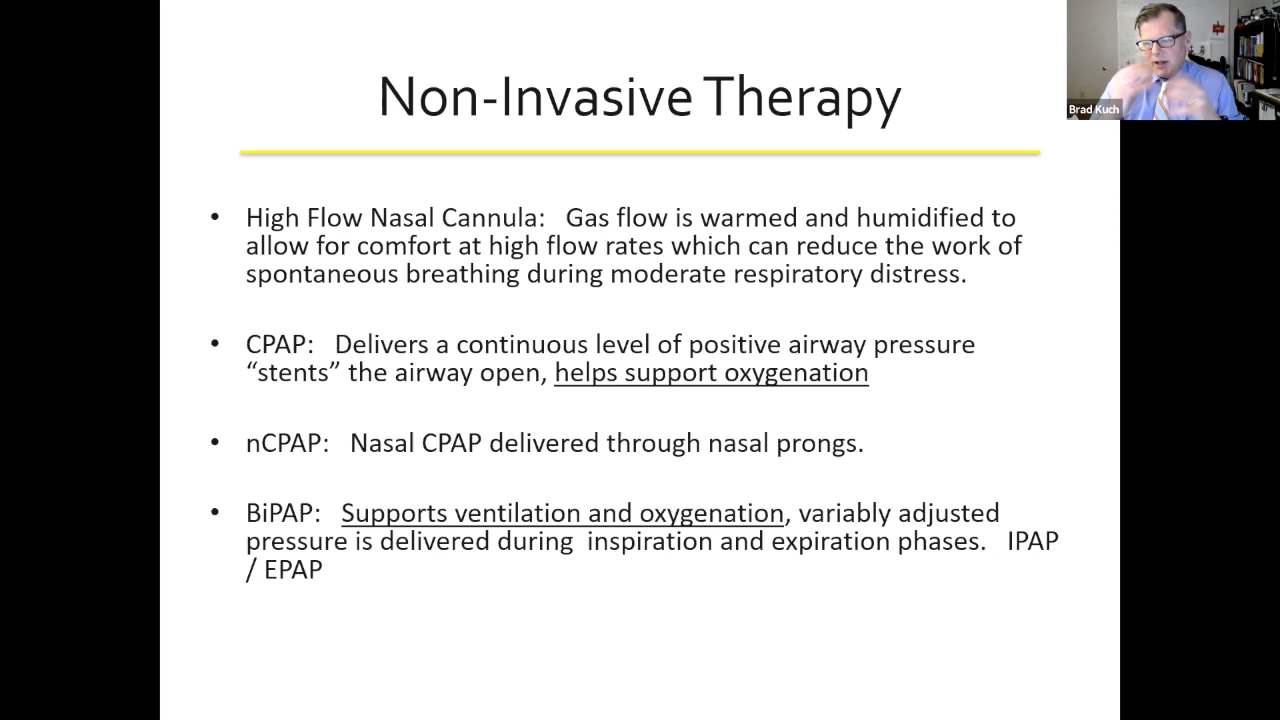 Non-Invasive Therapy
Brad Kuch
• High Flow Nasal Cannula: Gas flow is warmed and humidified to
allow for comfort at high flow rates which can reduce the work of
spontaneous breathing during moderate respiratory distress.
• CPAP: Delivers a continuous level of positive airway pressure
“stents” the airway open, helps support oxygenation
• nCPAP: Nasal CPAP delivered through nasal prongs.
• BiPAP: Supports ventilation and oxygenation, variably adjusted
pressure is delivered during inspiration and expiration phases. IPAP
/ EPAP